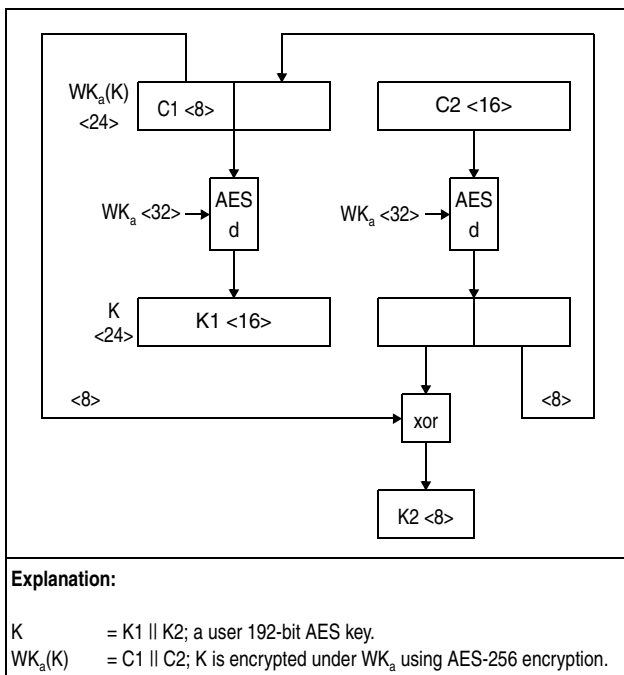 WKa(K)
<24>
C1 <8>
C2 <16>
WKa <32>
AES
d
WKa <32>
AES
d
K
<24>
K1 <16>
<8>
<8>
xor
K2 <8>
Explanation:
K = K1 || K2; a user 192-bit AES key.
WKa(K) = C1 || C2; K is encrypted under WKa using AES-256 encryption.